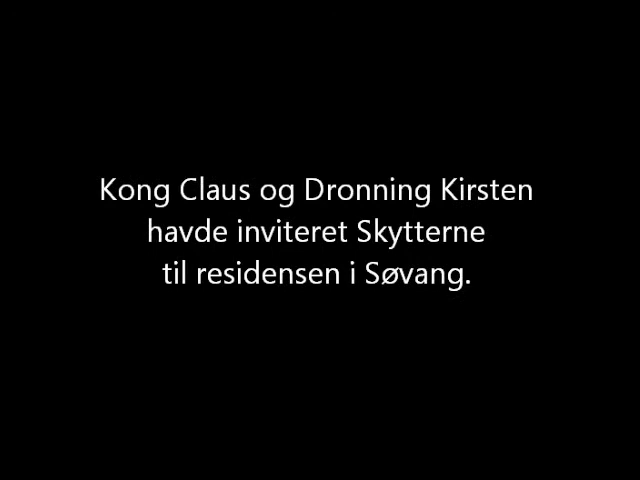 Kong Claus og Dronning Kirsten
havde inviteret Skytterne
til residensen i Søvang.